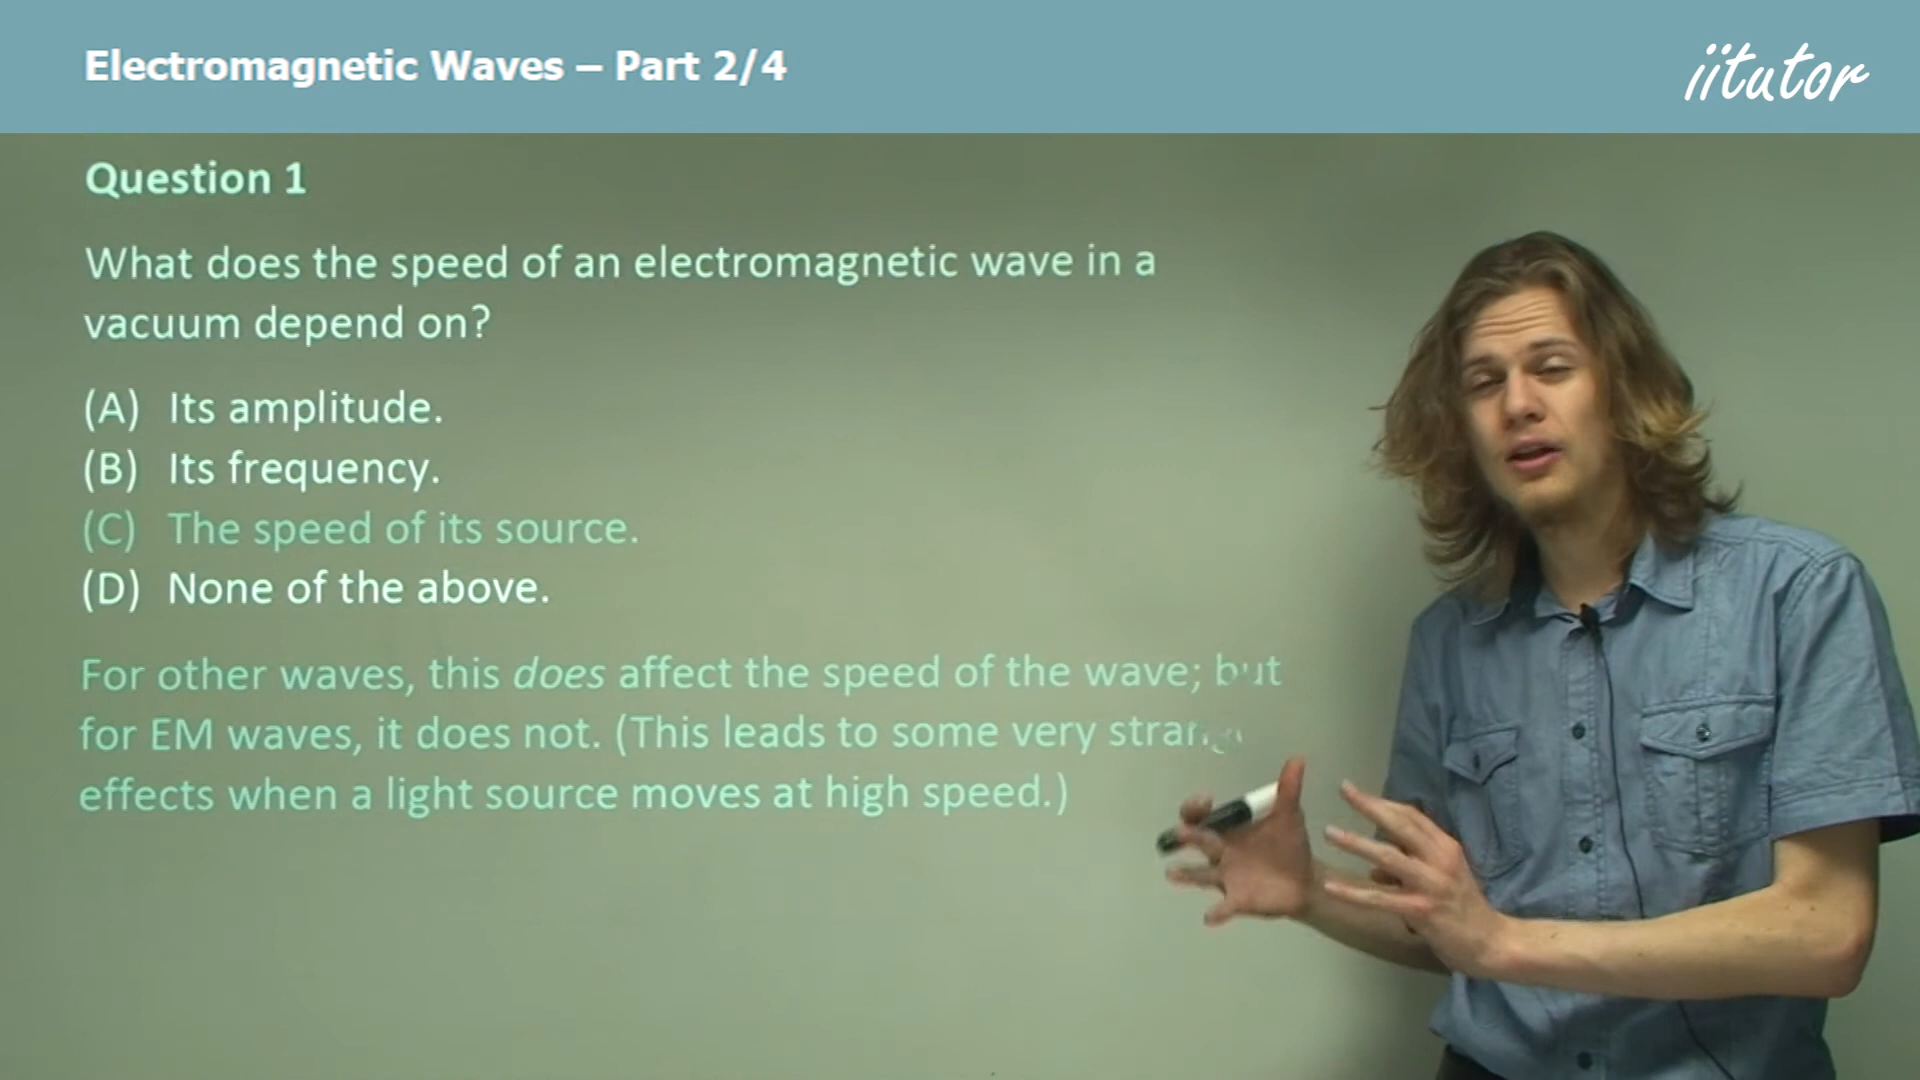 Electromagnetic Waves – Part 2/4
iitutor
Question 1
What does the speed of an electromagnetic wave in a
vacuum depend on?
(A) Its amplitude.
(B) Its frequency.
(C) The speed of its source.
(D) None of the above.
For other waves, this does affect the speed of the wave; but
for EM waves, it does not. (This leads to some very
effects when a light source moves at high speed.)